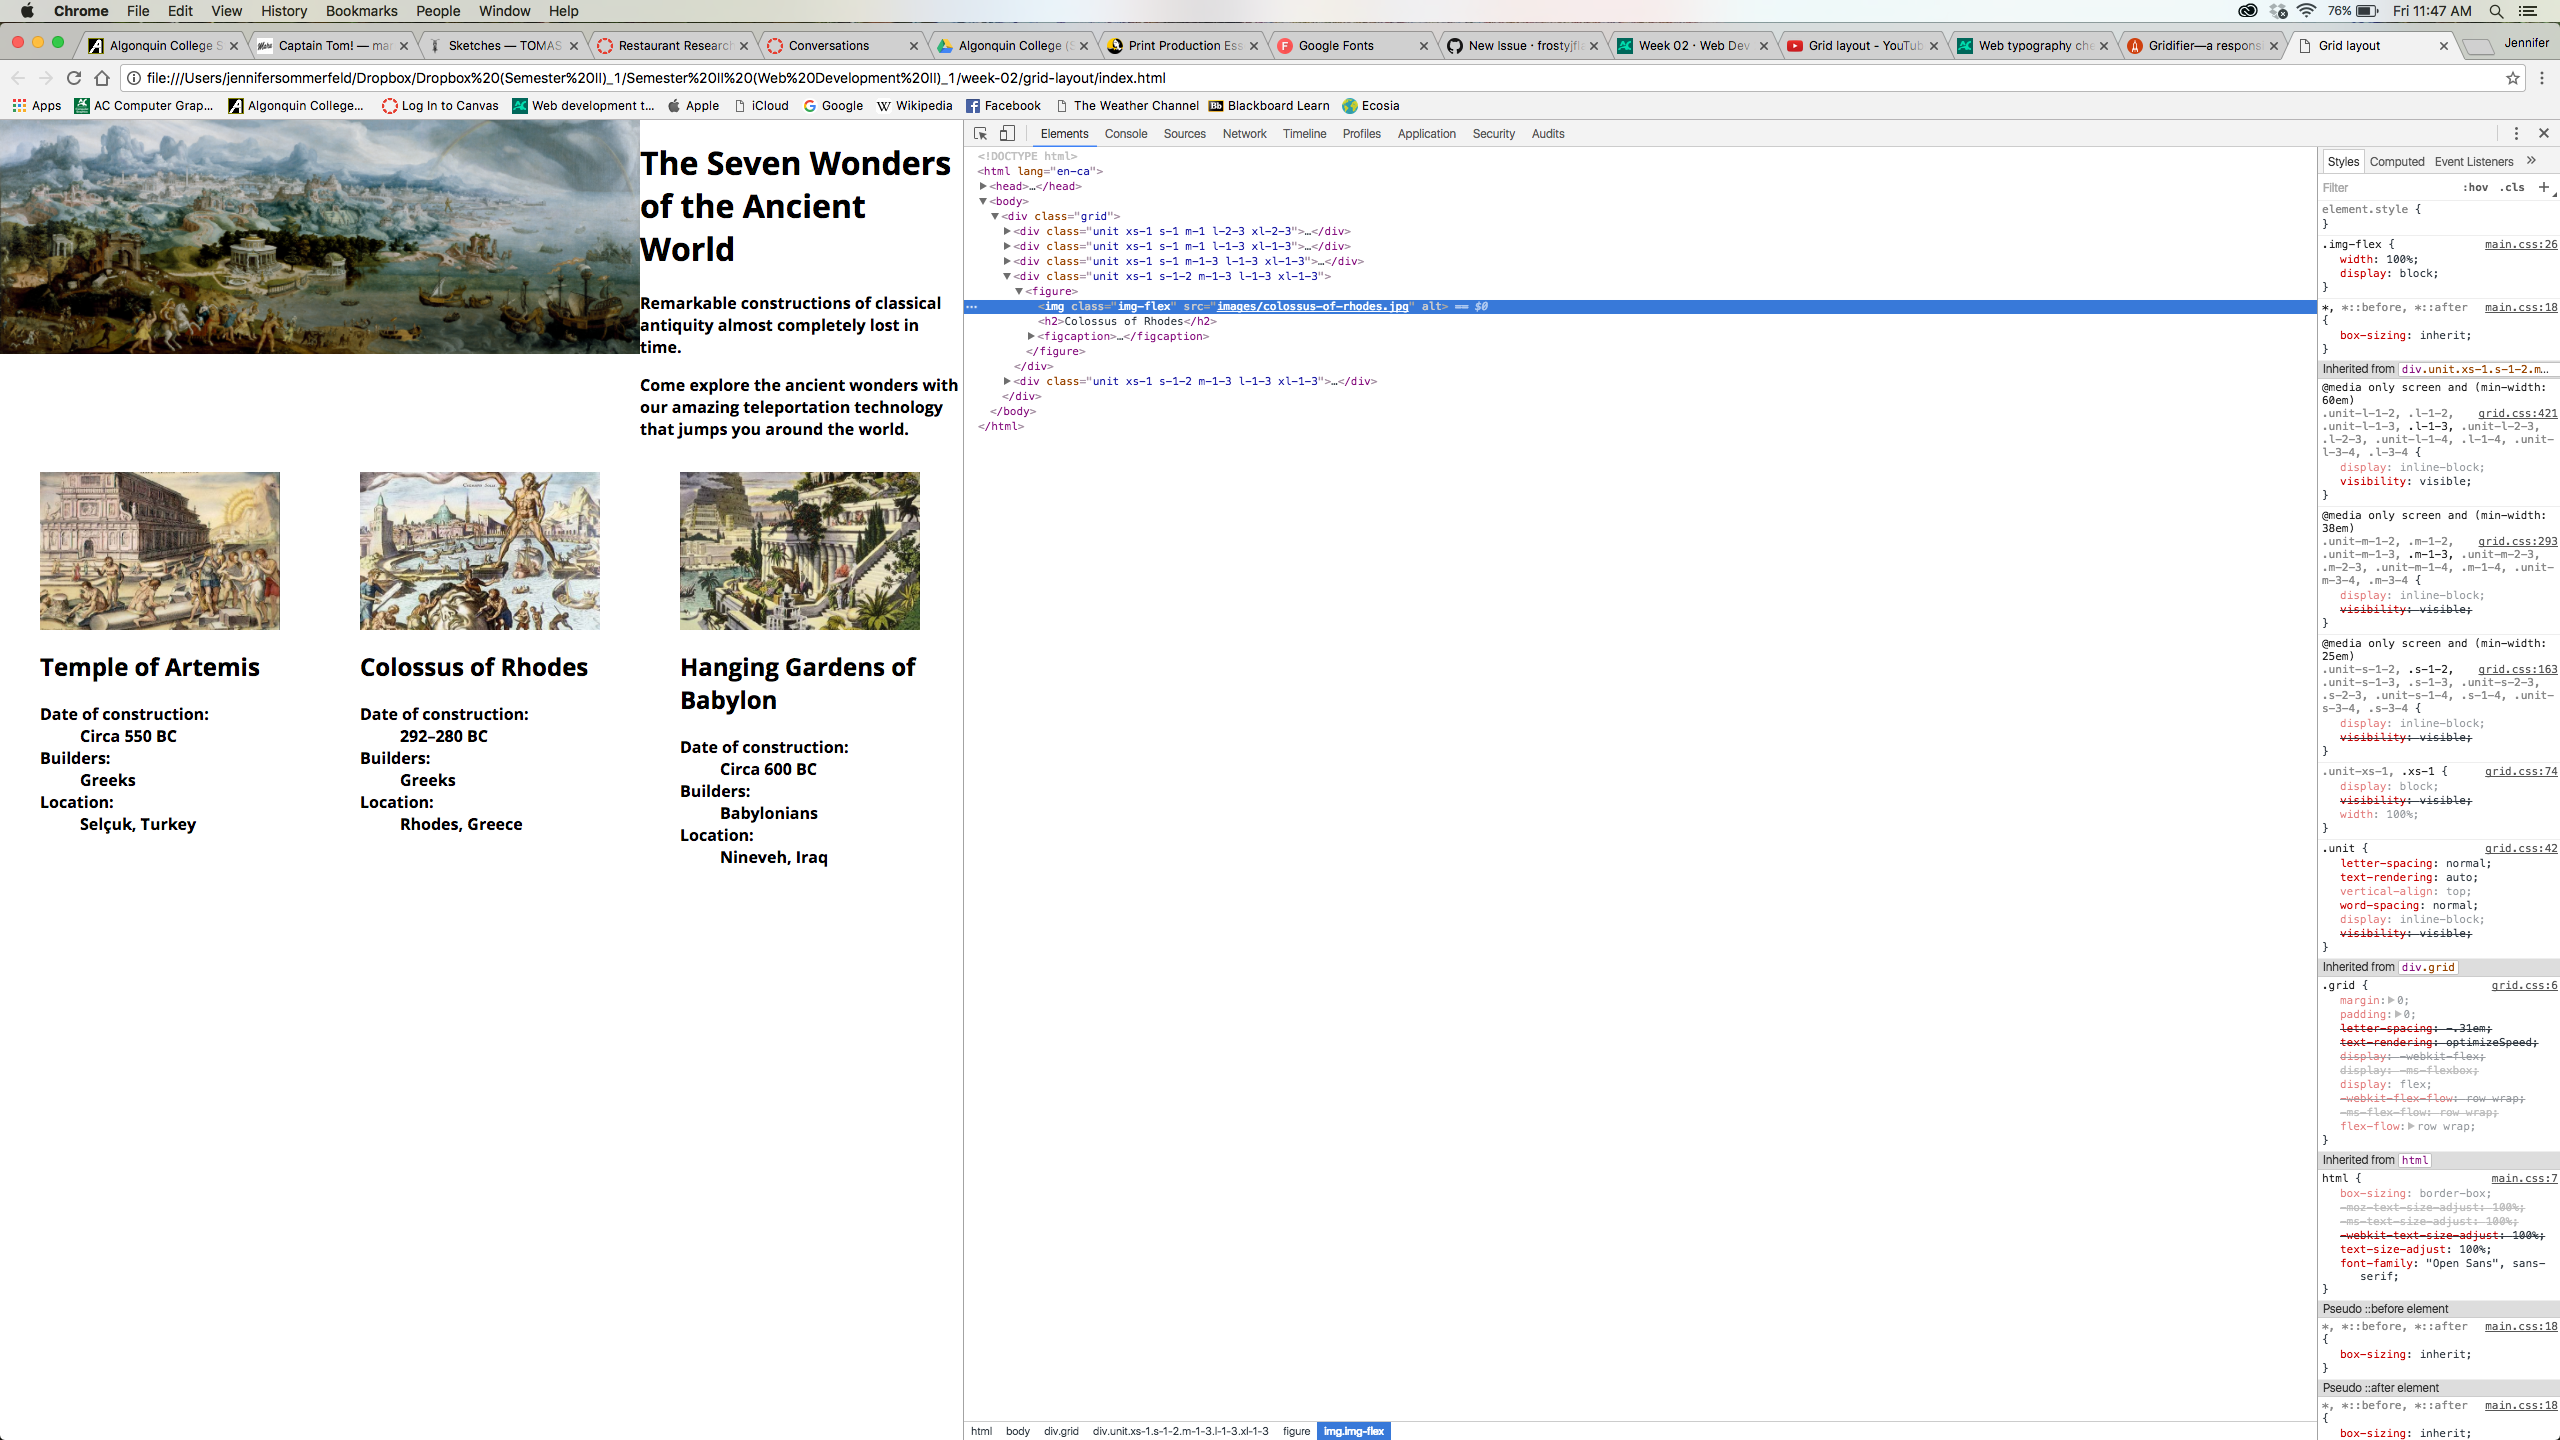 Chrome File Edit View History Bookmarks People Window Help 76% Fri 11:47 AM
Algonquin College S Captain Tom! — mar Sketches — TOMAS Restaurant Research Conversations Algonquin College (S Print Production Ess Google Fonts New Issue · frostyjfla Week 02 · Web Dev Grid layout - YouTub Web typography che Gridifier—a respons Grid layout Jennifer
file:///Users/jennifersommerfeld/Dropbox/Dropbox%20(Semester%20II)_1/Semester%20II%20(Web%20Development%20II)_1/week-02/grid-layout/index.html
Apps AC Computer Grap... Algonquin College... Log In to Canvas Web development t... Apple iCloud Google Wikipedia Facebook The Weather Channel Blackboard Learn Ecosia
The Seven Wonders
of the Ancient
World
Remarkable constructions of classical
antiquity almost completely lost in
time.
Come explore the ancient wonders with
our amazing teleportation technology
that jumps you around the world.
Temple of Artemis
Date of construction:
Circa 550 BC
Builders:
Greeks
Location:
Selçuk, Turkey
Colossus of Rhodes
Date of construction:
292–280 BC
Builders:
Greeks
Location:
Rhodes, Greece
Hanging Gardens of
Babylon
Date of construction:
Circa 600 BC
Builders:
Babylonians
Location:
Nineveh, Iraq
Elements Console Sources Network Timeline Profiles Application Security Audits
<!DOCTYPE html>
<html lang="en-ca">
<head>…</head>
<body>
<div class="grid">
<div class="unit xs-1 s-1 m-1 l-2-3 xl-2-3">…</div>
<div class="unit xs-1 s-1 m-1 l-1-3 xl-1-3">…</div>
<div class="unit xs-1 s-1 m-1-3 l-1-3 xl-1-3">…</div>
<div class="unit xs-1 s-1-2 m-1-3 l-1-3 xl-1-3">
<figure>
<img class="img-flex" src="images/colossus-of-rhodes.jpg" alt> == $0
<h2>Colossus of Rhodes</h2>
<figcaption>…</figcaption>
</figure>
</div>
<div class="unit xs-1 s-1-2 m-1-3 l-1-3 xl-1-3">…</div>
</div>
</body>
</html>
html body div.grid div.unit.xs-1.s-1-2.m-1-3.l-1-3.xl-1-3 figure img.img-flex
Styles Computed Event Listeners »
Filter :hov .cls +
element.style {
}
.img-flex { main.css:26
width: 100%;
display: block;
}
*, *::before, *::after main.css:18
{
box-sizing: inherit;
}
Inherited from div.unit.xs-1.s-1-2.m…
@media only screen and (min-width:
60em)
.unit-l-1-2, .l-1-2, grid.css:421
.unit-l-1-3, .l-1-3, .unit-l-2-3,
.l-2-3, .unit-l-1-4, .l-1-4, .unit-
l-3-4, .l-3-4 {
display: inline-block;
visibility: visible;
}
@media only screen and (min-width:
38em)
.unit-m-1-2, .m-1-2, grid.css:293
.unit-m-1-3, .m-1-3, .unit-m-2-3,
.m-2-3, .unit-m-1-4, .m-1-4, .unit-
m-3-4, .m-3-4 {
display: inline-block;
visibility: visible;
}
@media only screen and (min-width:
25em)
.unit-s-1-2, .s-1-2, grid.css:163
.unit-s-1-3, .s-1-3, .unit-s-2-3,
.s-2-3, .unit-s-1-4, .s-1-4, .unit-
s-3-4, .s-3-4 {
display: inline-block;
visibility: visible;
}
.unit-xs-1, .xs-1 { grid.css:74
display: block;
visibility: visible;
width: 100%;
}
.unit { grid.css:42
letter-spacing: normal;
text-rendering: auto;
vertical-align: top;
word-spacing: normal;
display: inline-block;
visibility: visible;
}
Inherited from div.grid
.grid { grid.css:6
margin: 0;
padding: 0;
letter-spacing: -.31em;
text-rendering: optimizeSpeed;
display: -webkit-flex;
display: -ms-flexbox;
display: flex;
-webkit-flex-flow: row wrap;
-ms-flex-flow: row wrap;
flex-flow: row wrap;
}
Inherited from html
html { main.css:7
box-sizing: border-box;
-moz-text-size-adjust: 100%;
-ms-text-size-adjust: 100%;
-webkit-text-size-adjust: 100%;
text-size-adjust: 100%;
font-family: "Open Sans", sans-
serif;
}
Pseudo ::before element
*, *::before, *::after main.css:18
{
box-sizing: inherit;
}
Pseudo ::after element
*, *::before, *::after main.css:18
{
box-sizing: inherit;